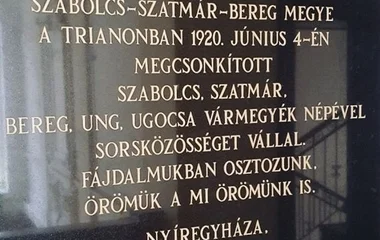 SZABOLCS-SZATMÁR-BEREG MEGYE
A TRIANONBAN 1920. JÚNIUS 4-ÉN
MEGCSONKÍTOTT
SZABOLCS, SZATMÁR,
BEREG, UNG, UGOCSA VÁRMEGYÉK NÉPÉVEL
SORSKÖZÖSSÉGET VÁLLAL.
FÁJDALMUKBAN OSZTOZUNK,
ÖRÖMÜK A MI ÖRÖMÜNK IS.
NYÍREGYHÁZA,